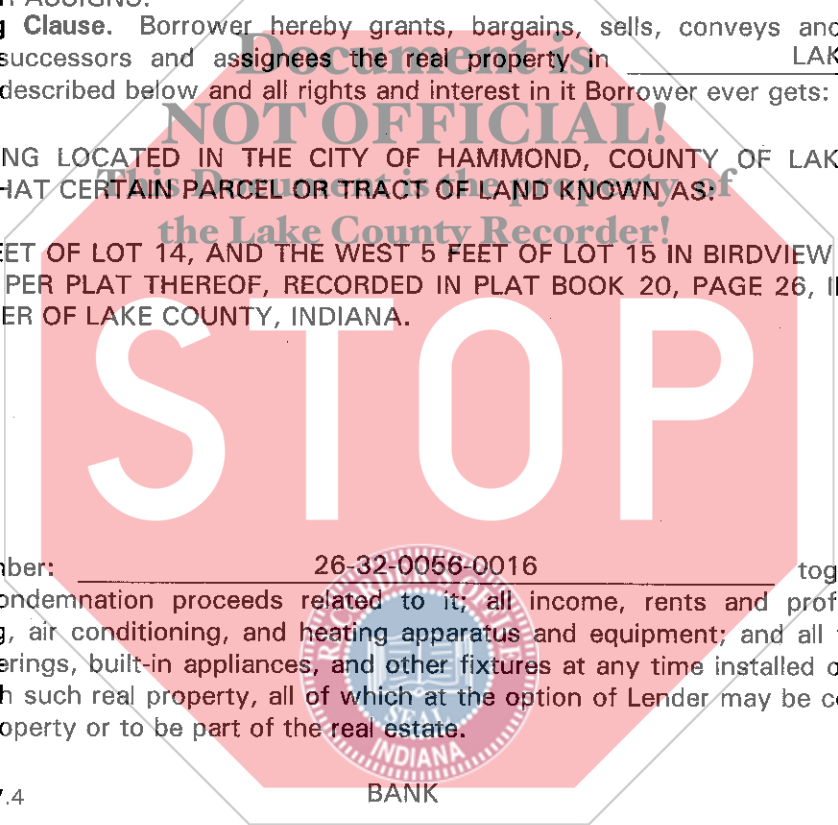 ASSIGNS.
g Clause. Borrower hereby grants, bargains, sells, conveys and
successors and assignees the real property in LAK
described below and all rights and interest in it Borrower ever gets:
Document is
NOT OFFICIAL!
This Document is the property of
the Lake County Recorder!
NG LOCATED IN THE CITY OF HAMMOND, COUNTY OF LAK
HAT CERTAIN PARCEL OR TRACT OF LAND KNOWN AS:
EET OF LOT 14, AND THE WEST 5 FEET OF LOT 15 IN BIRDVIEW
PER PLAT THEREOF, RECORDED IN PLAT BOOK 20, PAGE 26, I
ER OF LAKE COUNTY, INDIANA.
STOP
ber: 26-32-0056-0016 tog
ondemnation proceeds related to it; all income, rents and prof
g, air conditioning, and heating apparatus and equipment; and all
erings, built-in appliances, and other fixtures at any time installed o
h such real property, all of which at the option of Lender may be c
operty or to be part of the real estate.
RECORDER'S OFFICE
SEAL
INDIANA
7.4 BANK